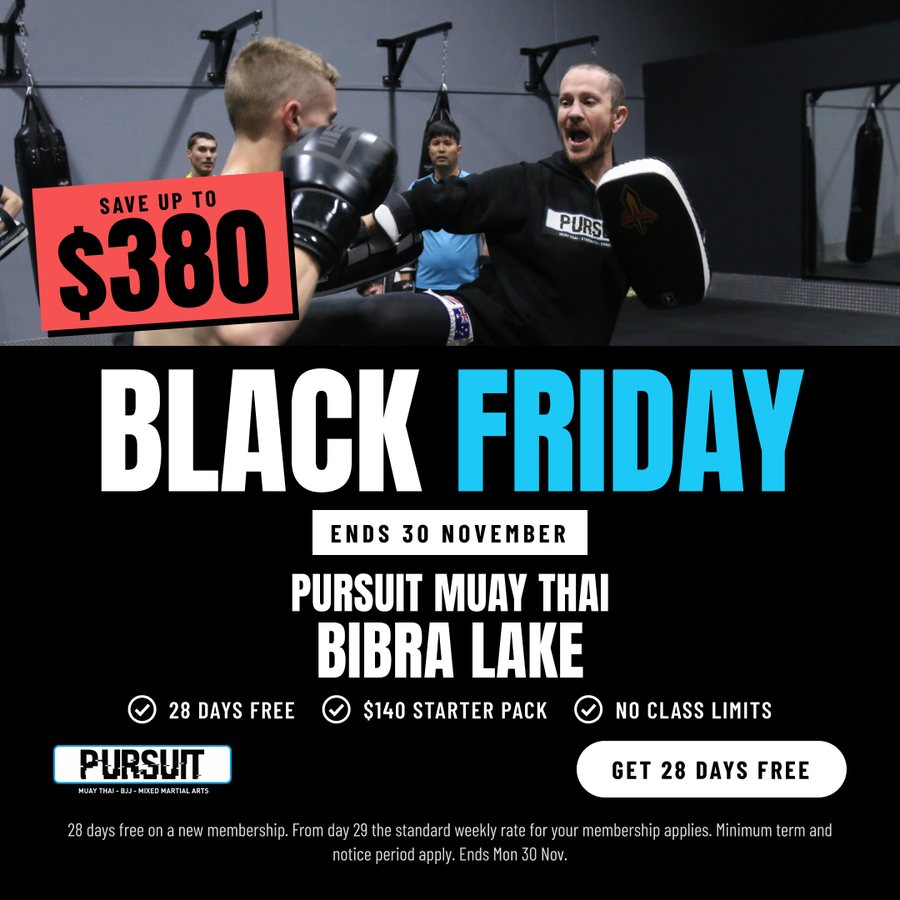 SAVE UP TO
$380
PURS
BLACK FRIDAY
ENDS 30 NOVEMBER
PURSUIT MUAY THAI
BIBRA LAKE
28 DAYS FREE
$140 STARTER PACK
NO CLASS LIMITS
PURSUIT
MUAY THAI - BJJ - MIXED MARTIAL ARTS
GET 28 DAYS FREE
28 days free on a new membership. From day 29 the standard weekly rate for your membership applies. Minimum term and
notice period apply. Ends Mon 30 Nov.